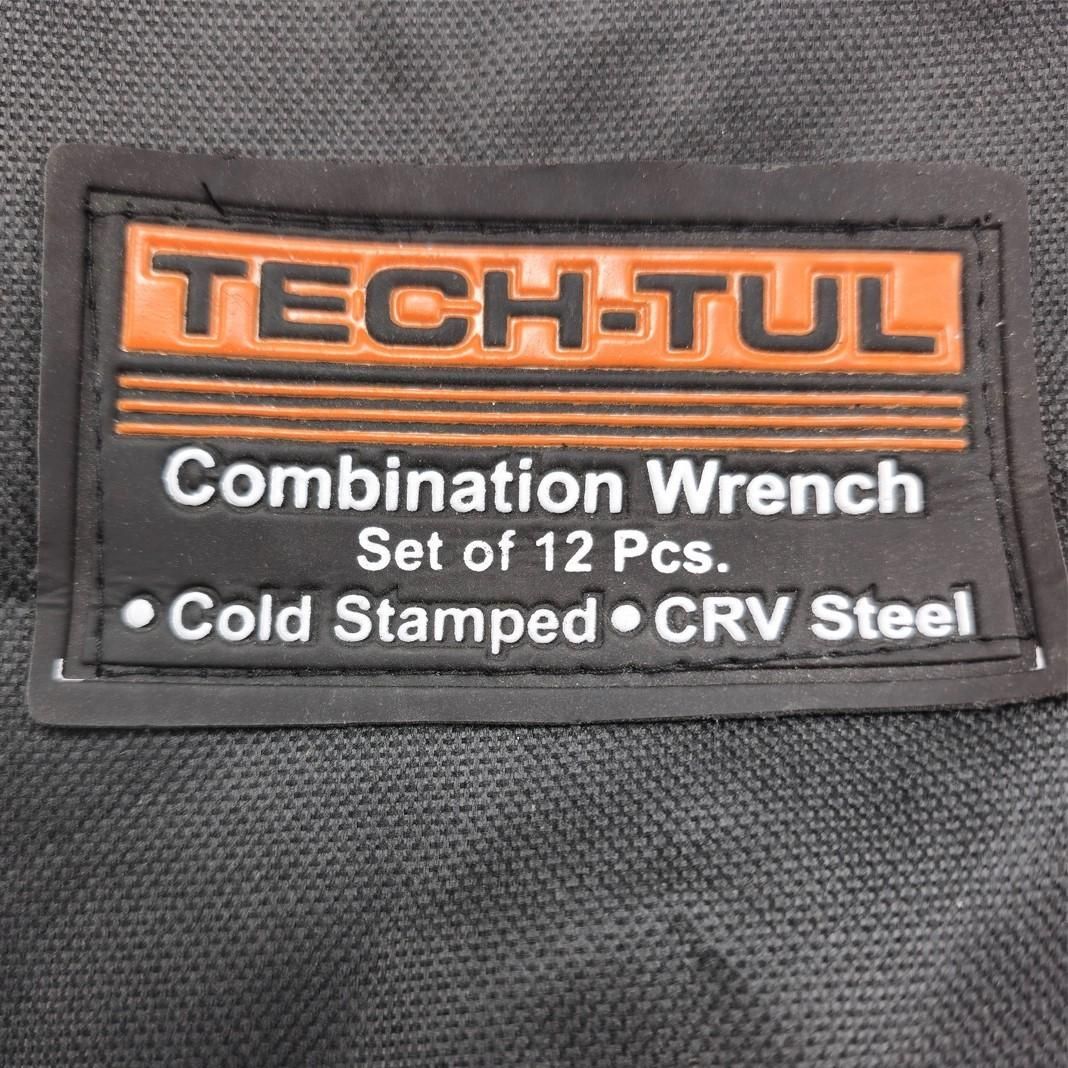 TECH-TUL
Combination Wrench
Set of 12 Pcs.
• Cold Stamped • CRV Steel